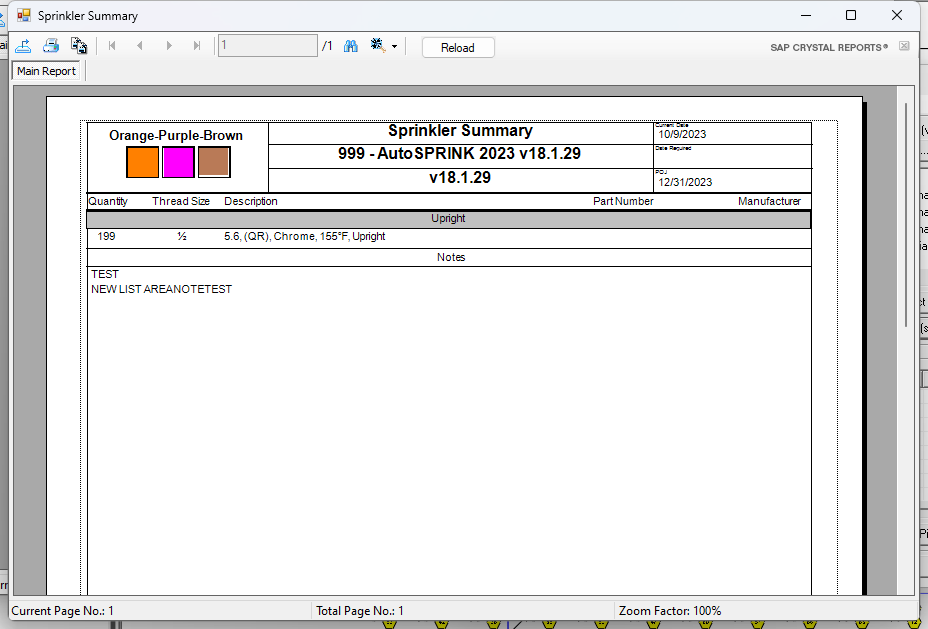 Sprinkler Summary
1 /1 Reload SAP CRYSTAL REPORTS®
Main Report
Orange-Purple-Brown
Sprinkler Summary
Current Date
10/9/2023
999 - AutoSPRINK 2023 v18.1.29
Date Required
v18.1.29
12/31/2023
Quantity Thread Size Description Part Number Manufacturer
Upright
199 ½ 5.6, (QR), Chrome, 155°F, Upright
Notes
TEST
NEW LIST AREANOTETEST
Current Page No.: 1 Total Page No.: 1 Zoom Factor: 100%